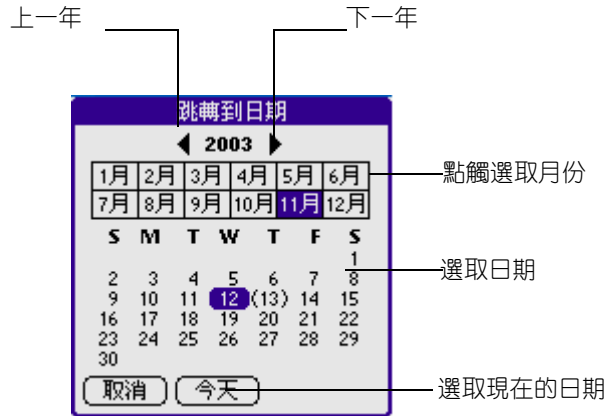 上一年
下一年
跳轉到日期
2003
1月 2月 3月 4月 5月 6月
點觸選取月份
7月 8月 9月 10月 11月 12月
S M T W T F S
1
選取日期
2 3 4 5 6 7 8
9 10 11 12 (13) 14 15
16 17 18 19 20 21 22
23 24 25 26 27 28 29
30
取消 今天
選取現在的日期